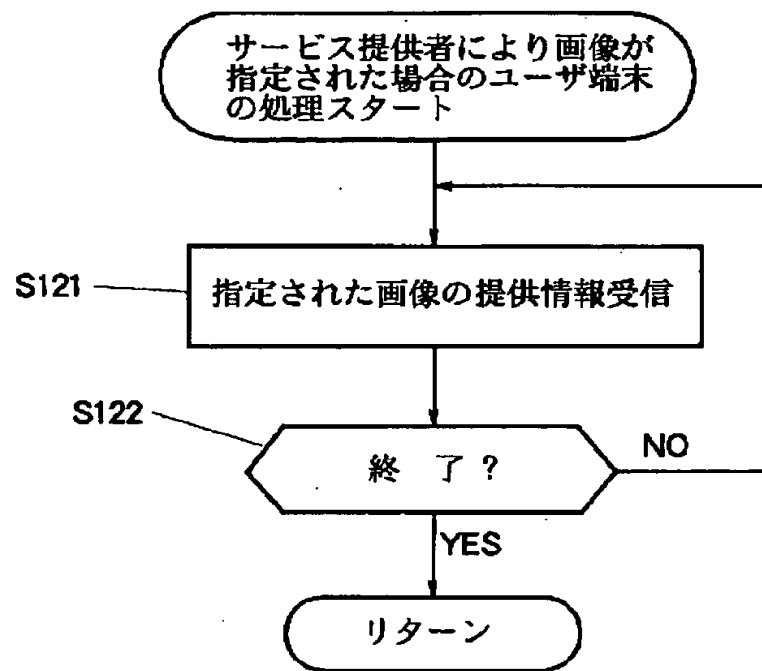 サービス提供者により画像が
指定された場合のユーザ端末
の処理スタート
S121
指定された画像の提供情報受信
S122
終 了?
NO
YES
リターン